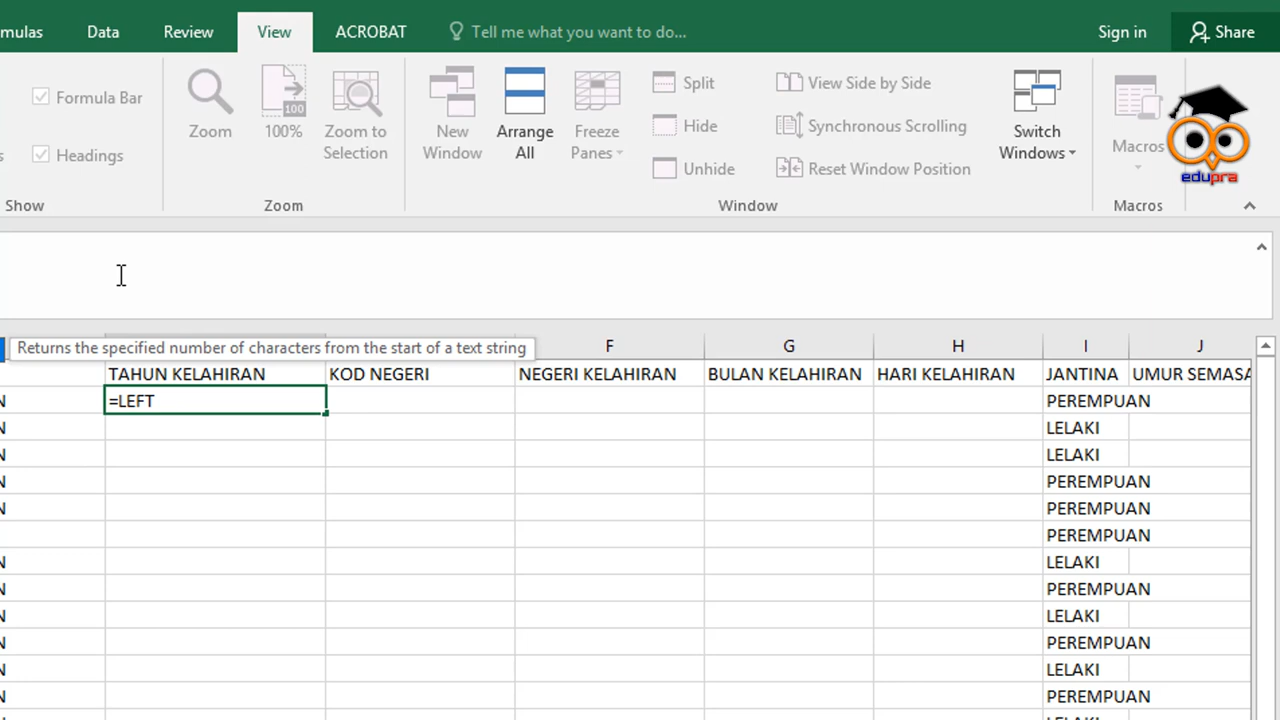 mulas Data Review View ACROBAT Tell me what you want to do... Sign in Share
Formula Bar
Headings
s
Show
Zoom
100
100%
Zoom to
Selection
Zoom
New
Window
Arrange
All
Freeze
Panes
Split
Hide
Unhide
View Side by Side
Synchronous Scrolling
Reset Window Position
Switch
Windows
Window
Macros
Macros
edupra
Returns the specified number of characters from the start of a text string
F G H I J
TAHUN KELAHIRAN KOD NEGERI NEGERI KELAHIRAN BULAN KELAHIRAN HARI KELAHIRAN JANTINA UMUR SEMASA
N =LEFT PEREMPUAN
N LELAKI
N LELAKI
N PEREMPUAN
N PEREMPUAN
PEREMPUAN
N LELAKI
N PEREMPUAN
N LELAKI
N PEREMPUAN
N LELAKI
N PEREMPUAN
LELAKI